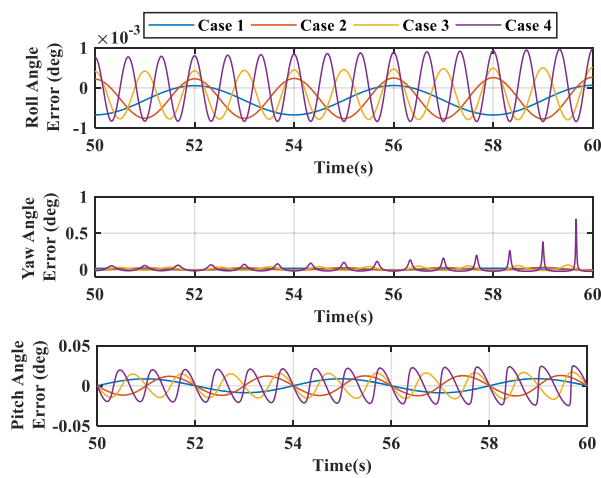 Case 1 Case 2 Case 3 Case 4
1 ×10⁻³
0
-1
Roll Angle
Error (deg)
50 52 54 56 58 60
Time(s)
1
0.5
0
Yaw Angle
Error (deg)
50 52 54 56 58 60
Time(s)
0.05
0
-0.05
Pitch Angle
Error (deg)
50 52 54 56 58 60
Time(s)